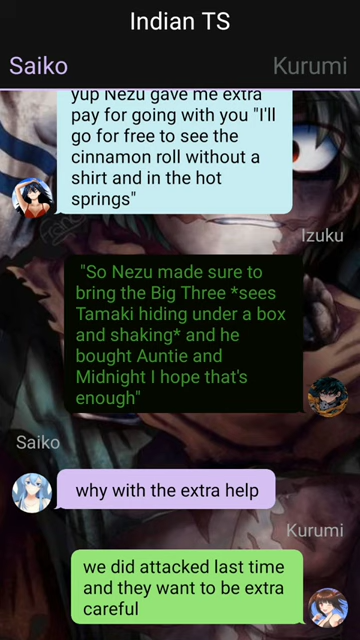 Indian TS
Saiko Kurumi
yup Nezu gave me extra
pay for going with you "I'll
go for free to see the
cinnamon roll without a
shirt and in the hot
springs"
Izuku
"So Nezu made sure to
bring the Big Three *sees
Tamaki hiding under a box
and shaking* and he
bought Auntie and
Midnight I hope that's
enough"
Saiko
why with the extra help
Kurumi
we did attacked last time
and they want to be extra
careful